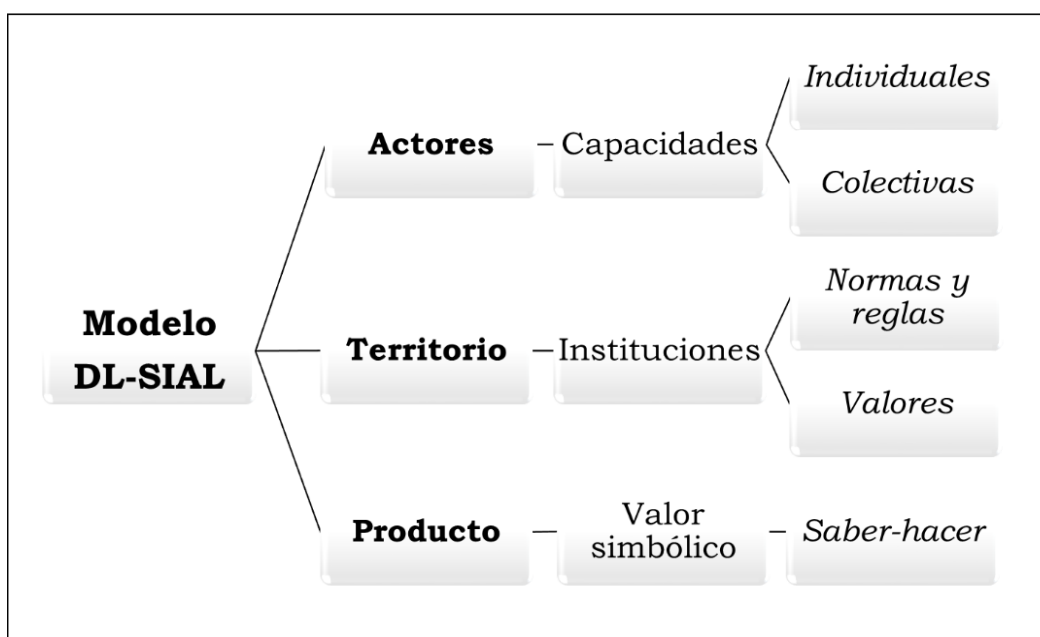 Modelo
DL-SIAL
Actores
Capacidades
Individuales
Colectivas
Territorio
Instituciones
Normas y
reglas
Valores
Producto
Valor
simbólico
Saber-hacer